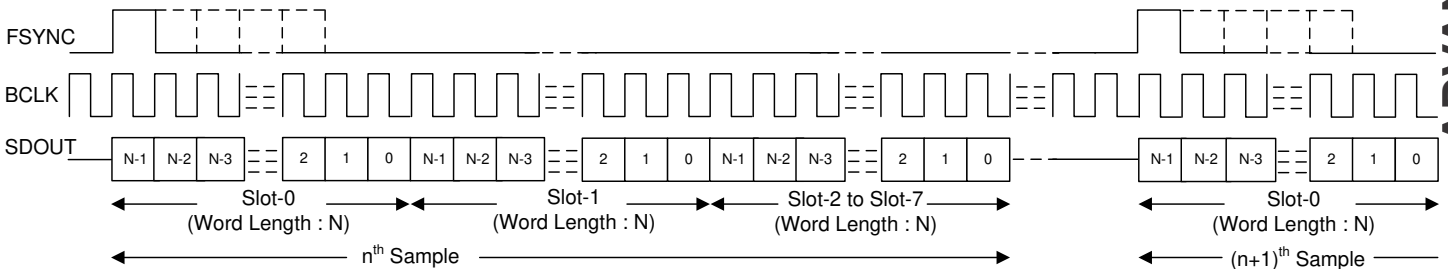 FSYNC
BCLK
SDOUT N-1 N-2 N-3 2 1 0 N-1 N-2 N-3 2 1 0 N-1 N-2 N-3 2 1 0 N-1 N-2 N-3 2 1 0
Slot-0 Slot-1 Slot-2 to Slot-7 Slot-0
(Word Length : N) (Word Length : N) (Word Length : N) (Word Length : N)
nth Sample (n+1)th Sample